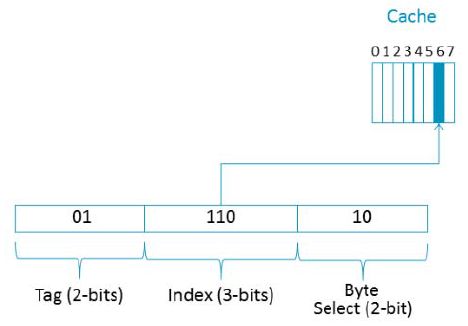 Cache
01234567
01 110 10
Tag (2-bits) Index (3-bits) Byte
Select (2-bit)